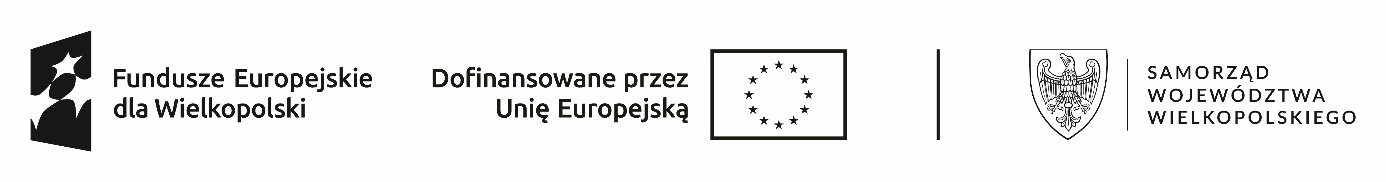 Fundusze Europejskie
dla Wielkopolski
Dofinansowane przez
Unię Europejską
SAMORZĄD
WOJEWÓDZTWA
WIELKOPOLSKIEGO